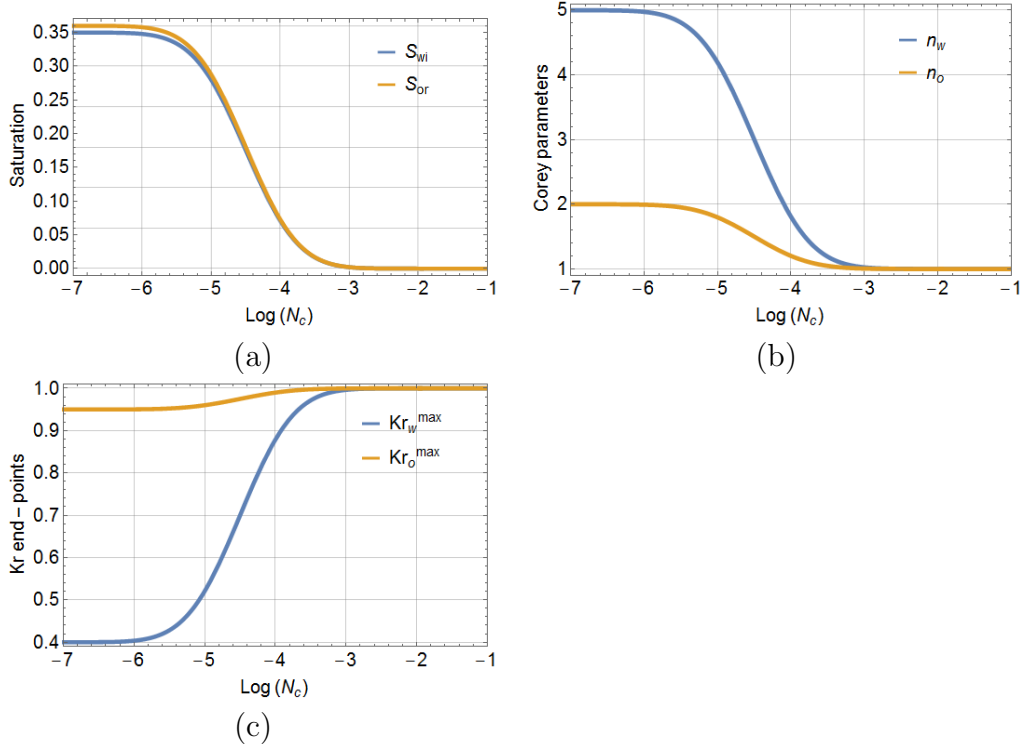 0.35
0.30
0.25
0.20
0.15
0.10
0.05
0.00
Saturation
S_wi
S_or
−7 −6 −5 −4 −3 −2 −1
Log (N_c)
(a)
5
4
3
2
1
Corey parameters
n_w
n_o
−7 −6 −5 −4 −3 −2 −1
Log (N_c)
(b)
1.0
0.9
0.8
0.7
0.6
0.5
0.4
Kr end−points
Kr_w^max
Kr_o^max
−7 −6 −5 −4 −3 −2 −1
Log (N_c)
(c)